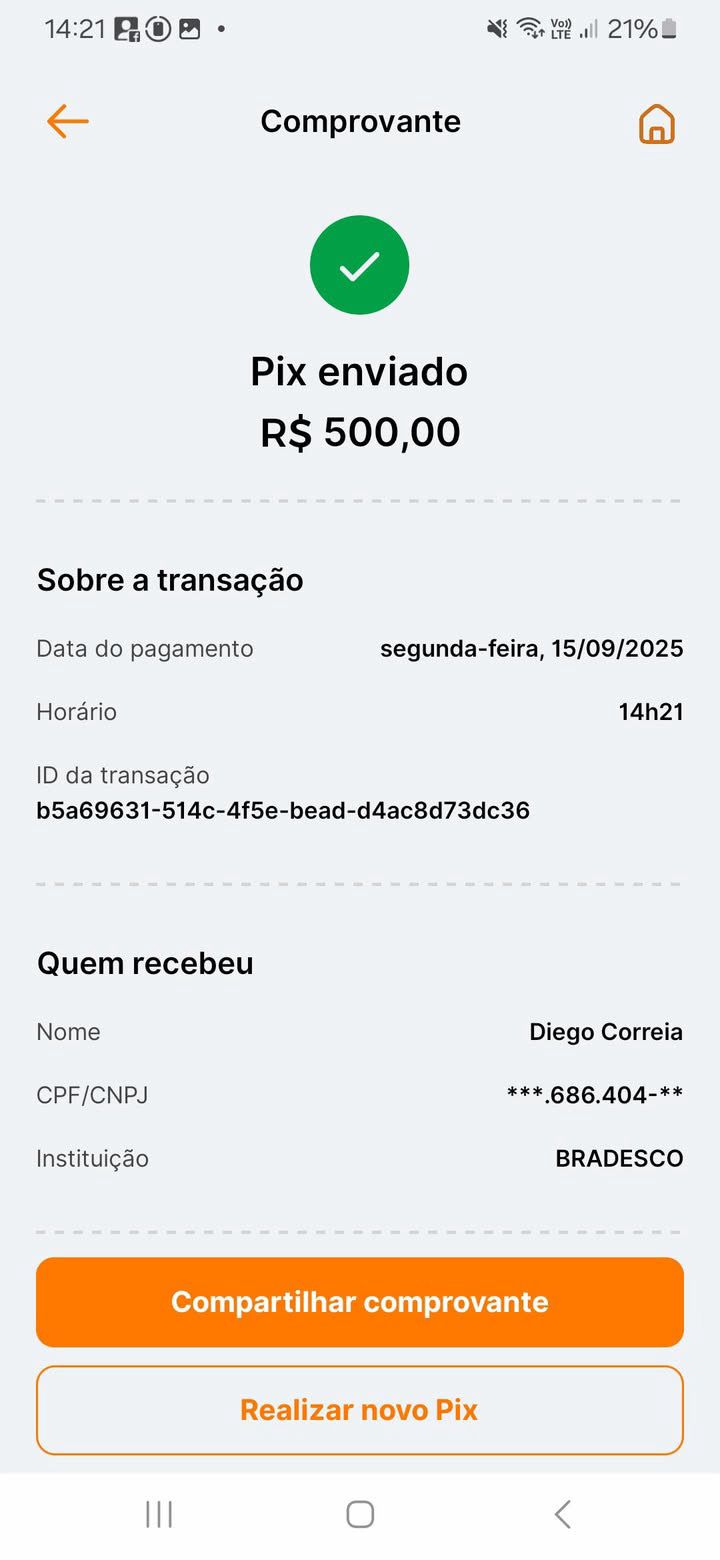 14:21
Vo))
LTE
21%
Comprovante
Pix enviado
R$ 500,00
Sobre a transação
Data do pagamento segunda-feira, 15/09/2025
Horário 14h21
ID da transação
b5a69631-514c-4f5e-bead-d4ac8d73dc36
Quem recebeu
Nome Diego Correia
CPF/CNPJ ***.686.404-**
Instituição BRADESCO
Compartilhar comprovante
Realizar novo Pix